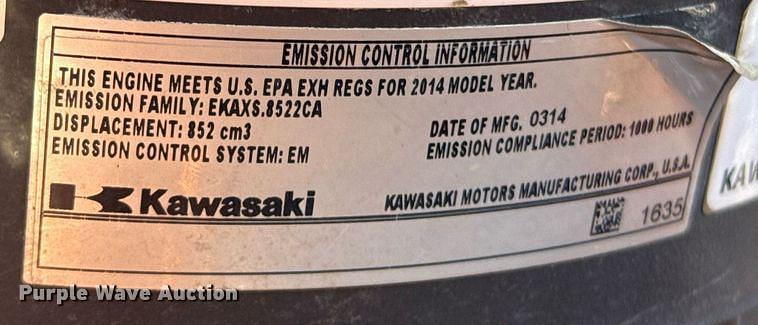 EMISSION CONTROL INFORMATION
THIS ENGINE MEETS U.S. EPA EXH REGS FOR 2014 MODEL YEAR.
EMISSION FAMILY: EKAXS.8522CA
DISPLACEMENT: 852 cm3
DATE OF MFG. 0314
EMISSION CONTROL SYSTEM: EM
EMISSION COMPLIANCE PERIOD: 1000 HOURS
Kawasaki
KAWASAKI MOTORS MANUFACTURING CORP., U.S.A.
1635
KAW
Purple Wave Auction